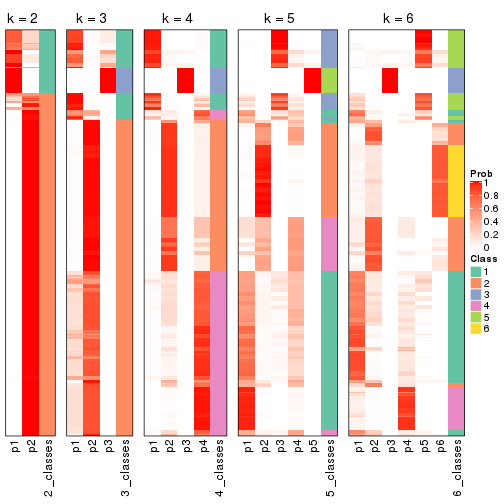 k = 2
k = 3
k = 4
k = 5
k = 6
Prob
1
0.8
0.6
0.4
0.2
0
Class
1
2
3
4
5
6
p1
p2
2_classes
p1
p2
p3
3_classes
p1
p2
p3
p4
4_classes
p1
p2
p3
p4
p5
5_classes
p1
p2
p3
p4
p5
p6
6_classes